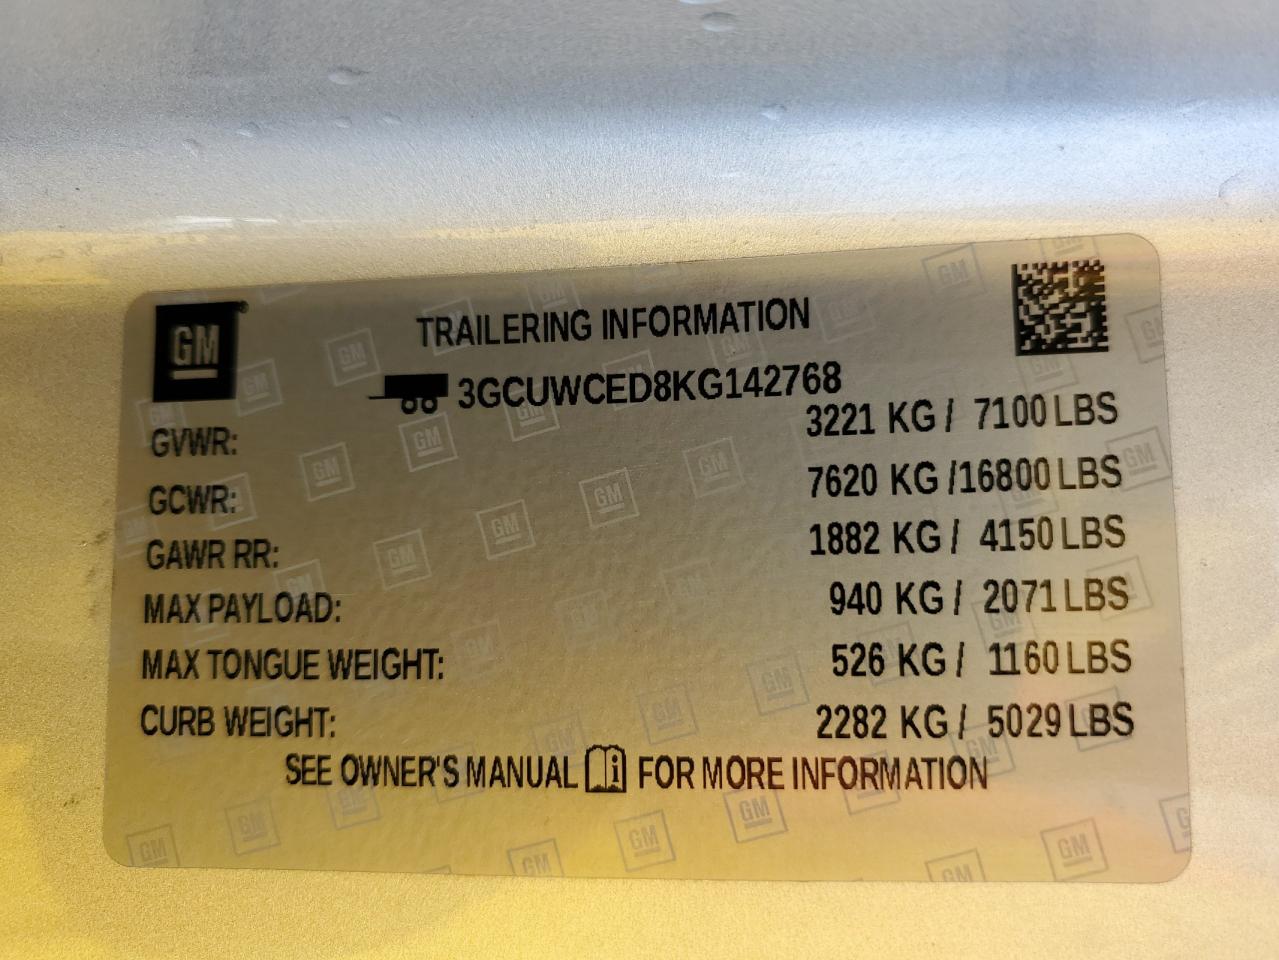 GM
TRAILERING INFORMATION
3GCUWCED8KG142768
GVWR: 3221 KG / 7100 LBS
GCWR: 7620 KG /16800 LBS
GAWR RR: 1882 KG / 4150 LBS
MAX PAYLOAD: 940 KG / 2071 LBS
MAX TONGUE WEIGHT: 526 KG / 1160 LBS
CURB WEIGHT: 2282 KG / 5029 LBS
SEE OWNER'S MANUAL i FOR MORE INFORMATION